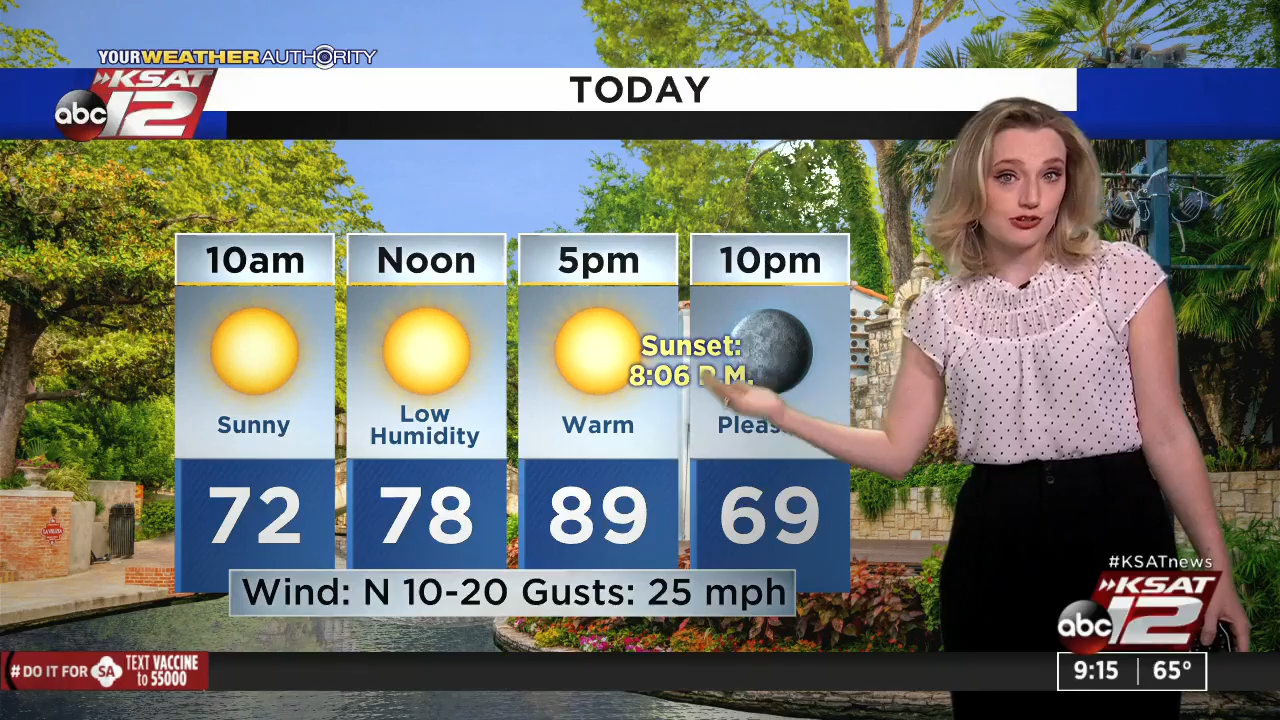 YOUR WEATHER AUTHORITY
TODAY
KSAT
abc 12
10am
Noon
5pm
10pm
Sunset:
8:06 P.M.
Sunny
Low
Humidity
Warm
72
78
89
69
Wind: N 10-20 Gusts: 25 mph
#KSATnews
KSAT
abc 12
# DO IT FOR SA TEXT VACCINE
to 55000
9:15 65°